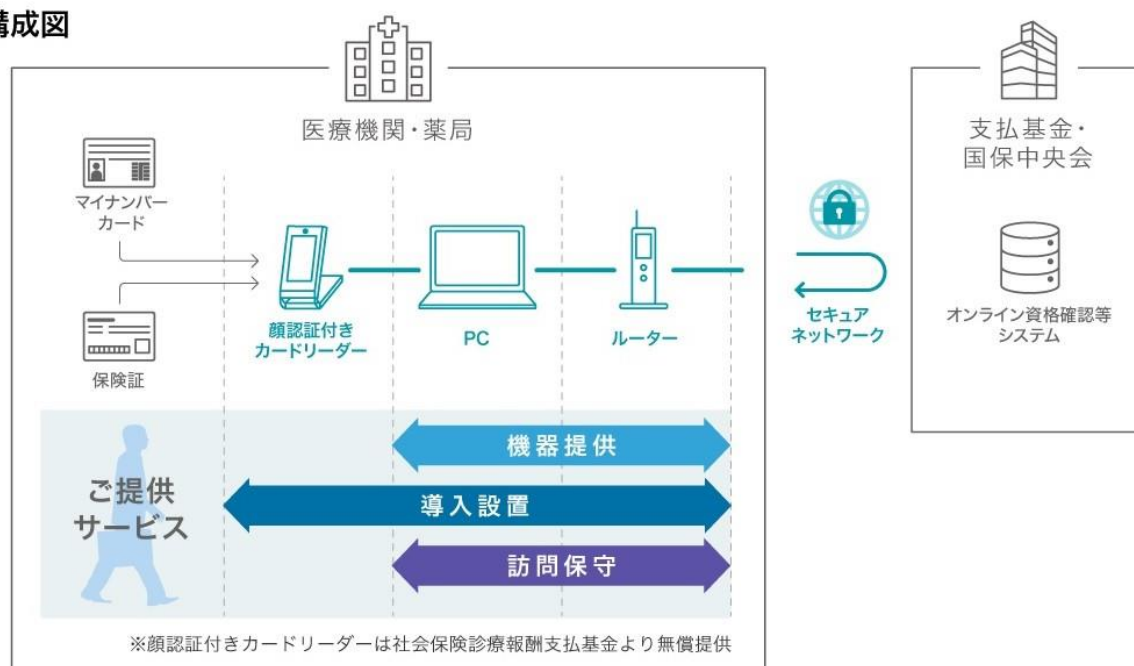 構成図
医療機関・薬局
支払基金・
国保中央会
マイナンバー
カード
保険証
顔認証付き
カードリーダー
PC
ルーター
セキュア
ネットワーク
オンライン資格確認等
システム
ご提供
サービス
機器提供
導入設置
訪問保守
※顔認証付きカードリーダーは社会保険診療報酬支払基金より無償提供